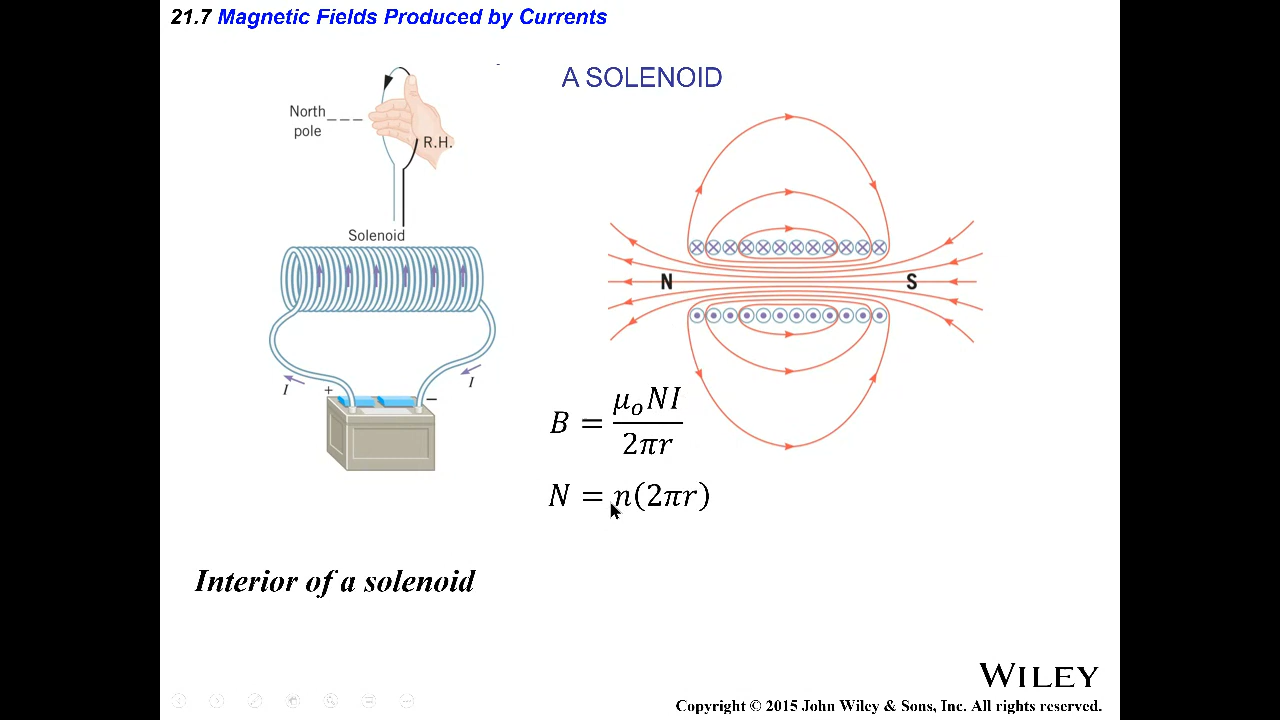 21.7 Magnetic Fields Produced by Currents
A SOLENOID
North
pole
R.H.
Solenoid
N
S
I
+
−
I
B = μₒNI / 2πr
N = n(2πr)
Interior of a solenoid
WILEY
Copyright © 2015 John Wiley & Sons, Inc. All rights reserved.